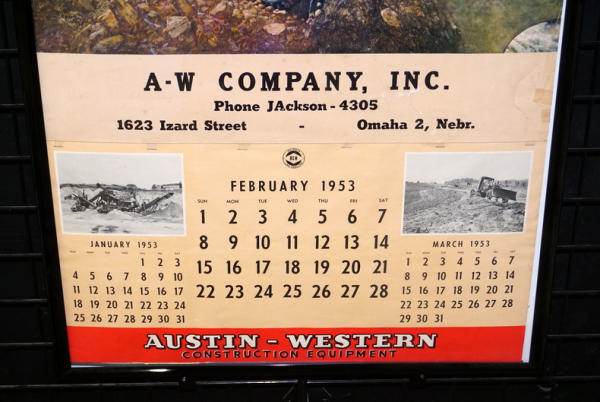 A-W COMPANY, INC.
Phone JAckson - 4305
1623 Izard Street - Omaha 2, Nebr.
FEBRUARY 1953
SUN MON TUE WED THU FRI SAT
1 2 3 4 5 6 7
8 9 10 11 12 13 14
15 16 17 18 19 20 21
22 23 24 25 26 27 28
JANUARY 1953
1 2 3
4 5 6 7 8 9 10
11 12 13 14 15 16 17
18 19 20 21 22 23 24
25 26 27 28 29 30 31
MARCH 1953
1 2 3 4 5 6 7
8 9 10 11 12 13 14
15 16 17 18 19 20 21
22 23 24 25 26 27 28
29 30 31
AUSTIN - WESTERN
CONSTRUCTION EQUIPMENT